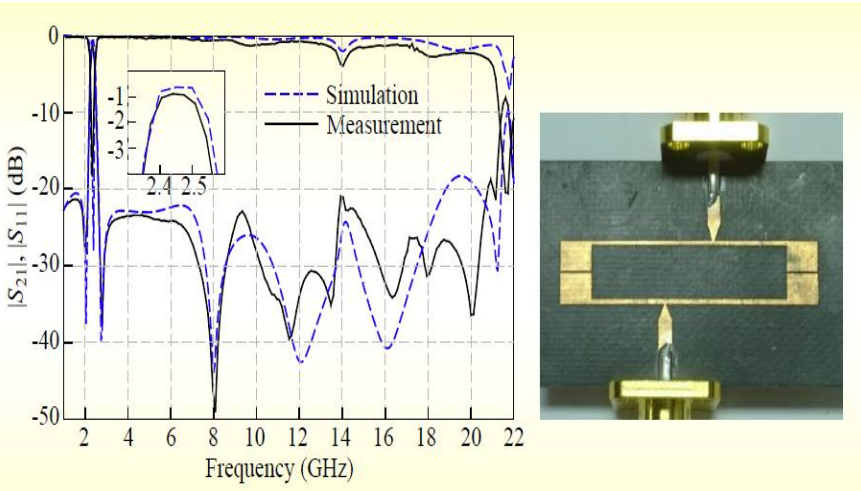 |S21|, |S11| (dB)
0
-10
-20
-30
-40
-50
-1
-2
-3
2.4 2.5
Simulation
Measurement
2 4 6 8 10 12 14 16 18 20 22
Frequency (GHz)